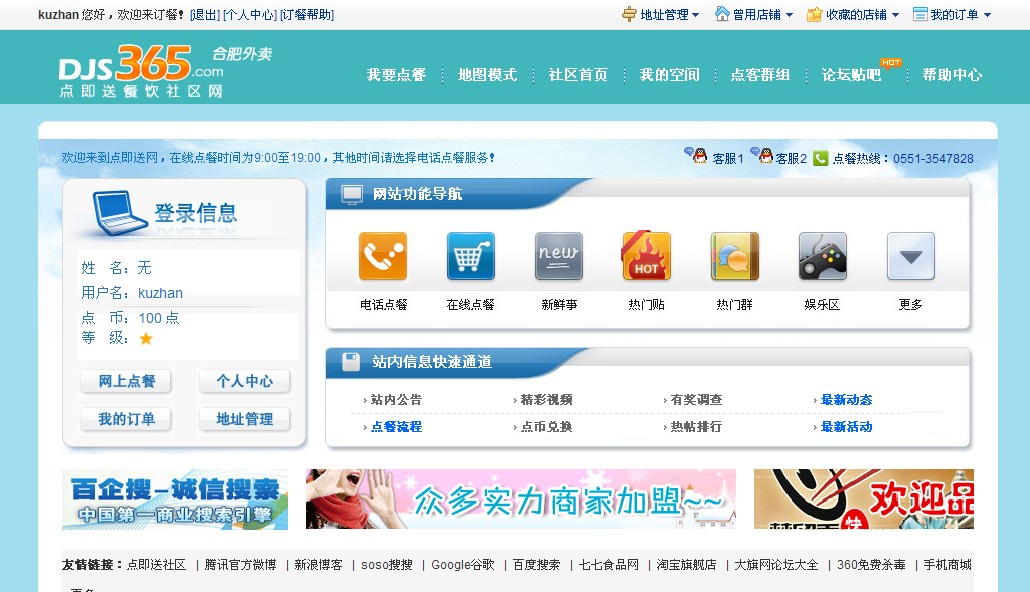 kuzhan 您好，欢迎来订餐! [退出] [个人中心] [订餐帮助] 地址管理 曾用店铺 收藏的店铺 我的订单
DJS365.com 合肥外卖
点即送餐饮社区网
我要点餐 地图模式 社区首页 我的空间 点客群组 论坛贴吧 HOT 帮助中心
欢迎来到点即送网，在线点餐时间为9:00至19:00，其他时间请选择电话点餐服务! 客服1 客服2 点餐热线：0551-3547828
登录信息
姓 名: 无
用户名: kuzhan
点 币: 100 点
等 级:
网上点餐 个人中心
我的订单 地址管理
网站功能导航
new HOT
电话点餐 在线点餐 新鲜事 热门贴 热门群 娱乐区 更多
站内信息快速通道
站内公告 精彩视频 有奖调查 最新动态
点餐流程 点币兑换 热帖排行 最新活动
百企搜-诚信搜索
中国第一商业搜索引擎
众多实力商家加盟~~
欢迎品
快
友情链接： 点即送社区 | 腾讯官方微博 | 新浪博客 | soso搜搜 | Google谷歌 | 百度搜索 | 七七食品网 | 淘宝旗舰店 | 大旗网论坛大全 | 360免费杀毒 | 手机商城